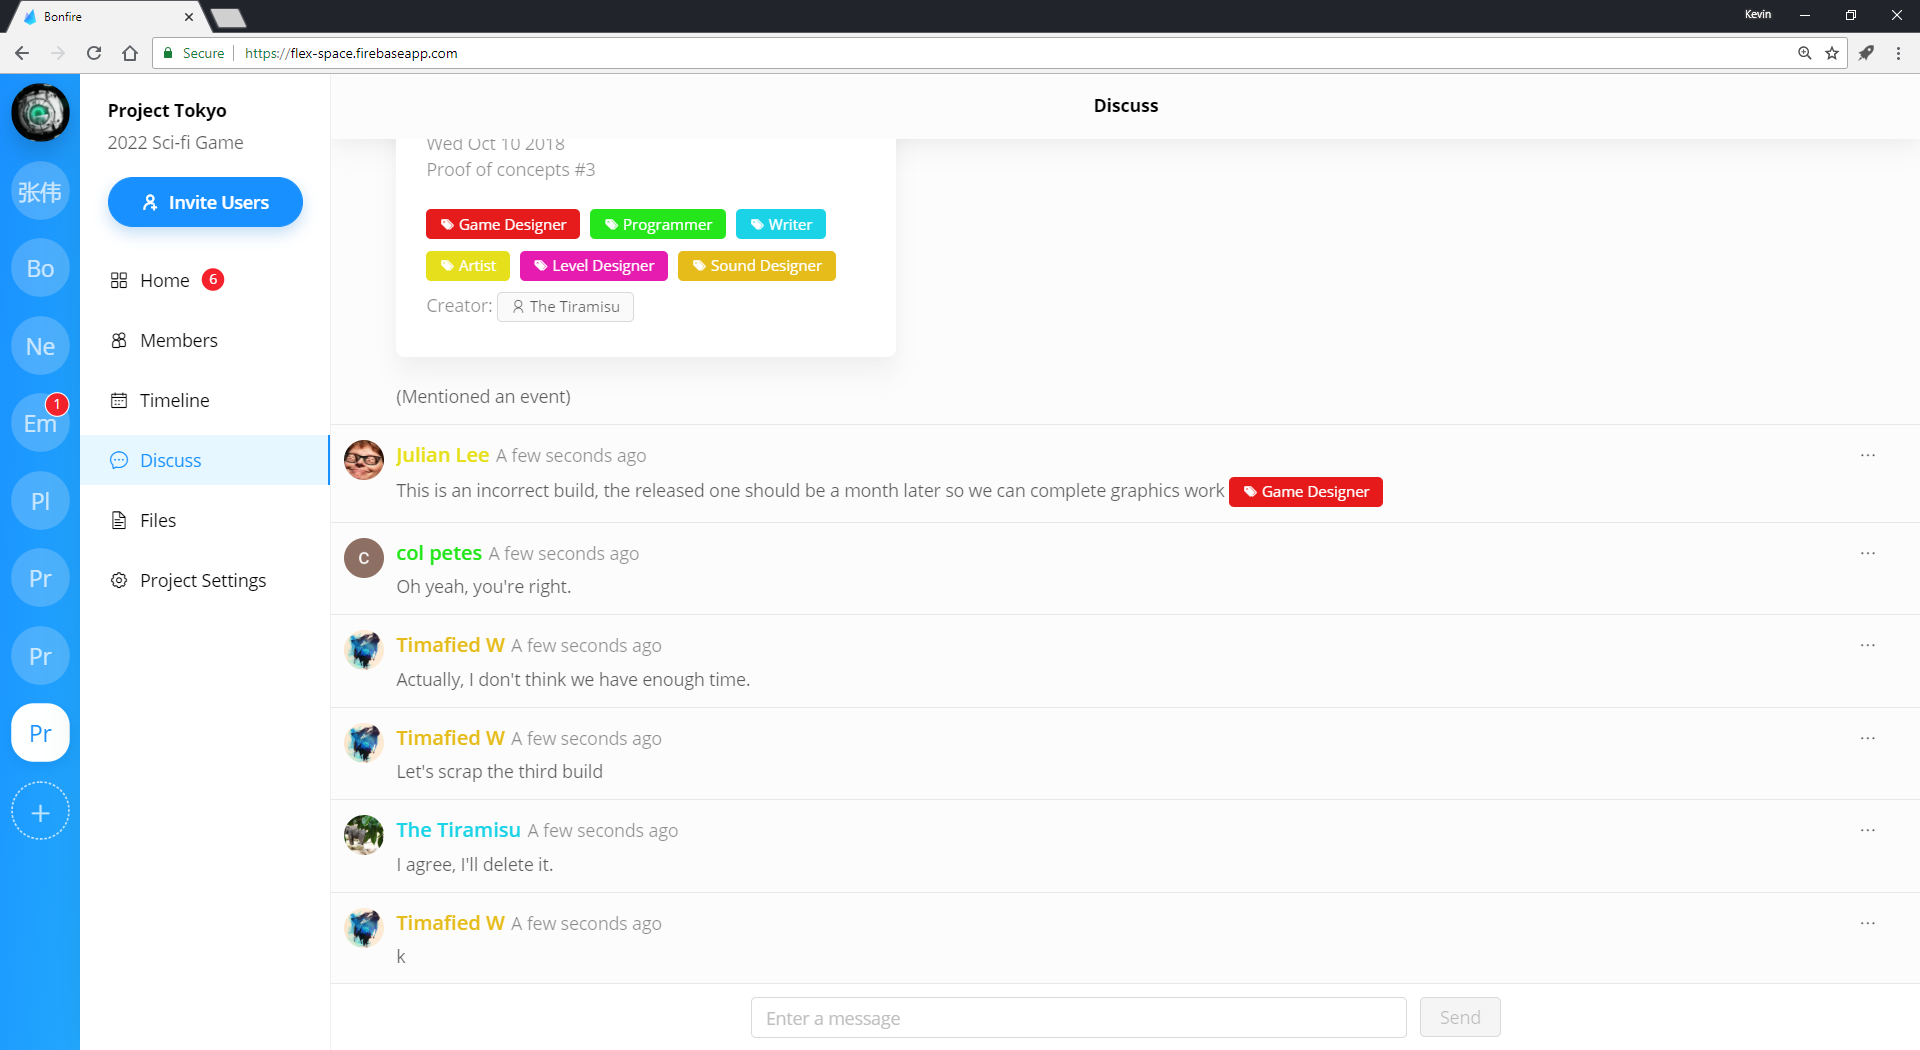 Bonfire
Kevin
Secure
https://flex-space.firebaseapp.com
张伟
Bo
Ne
Em
1
Pl
Pr
Pr
Pr
Project Tokyo
2022 Sci-fi Game
Invite Users
Home 6
Members
Timeline
Discuss
Files
Project Settings
Discuss
Wed Oct 10 2018
Proof of concepts #3
Game Designer Programmer Writer
Artist Level Designer Sound Designer
Creator: The Tiramisu
(Mentioned an event)
Julian Lee A few seconds ago
This is an incorrect build, the released one should be a month later so we can complete graphics work Game Designer
C
col petes A few seconds ago
Oh yeah, you're right.
Timafied W A few seconds ago
Actually, I don't think we have enough time.
Timafied W A few seconds ago
Let's scrap the third build
The Tiramisu A few seconds ago
I agree, I'll delete it.
Timafied W A few seconds ago
k
Enter a message
Send